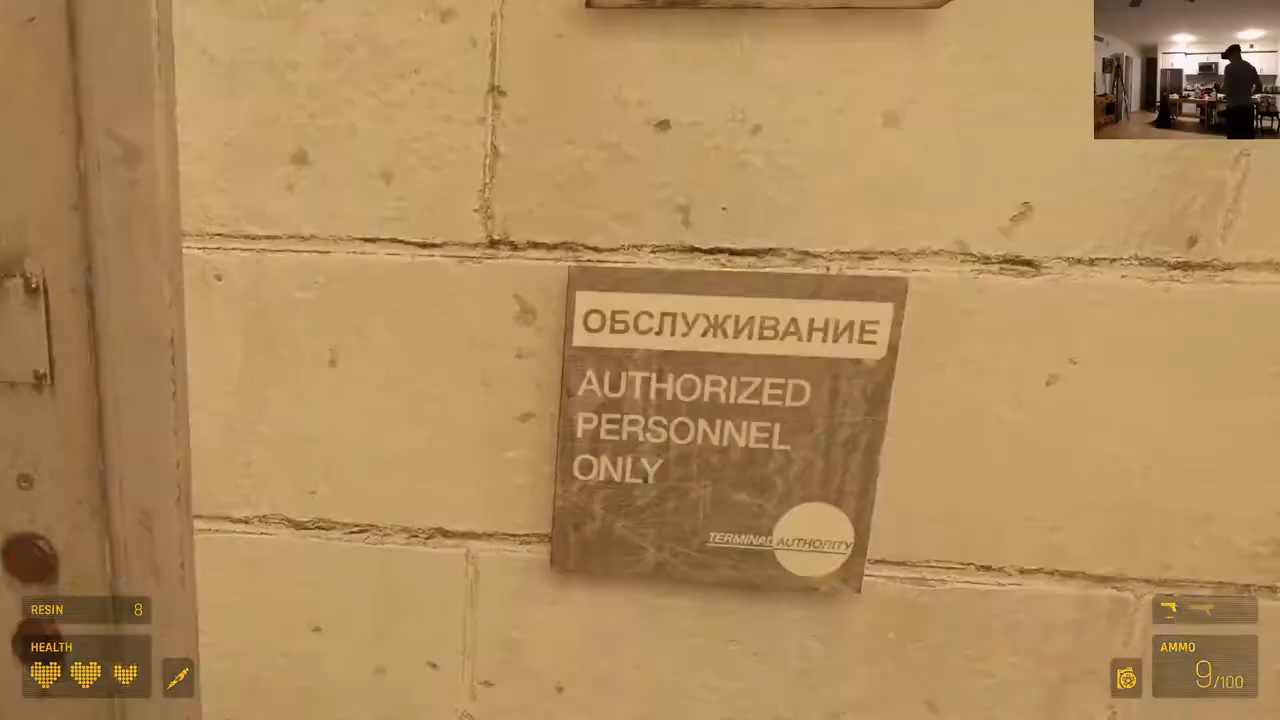 ОБСЛУЖИВАНИЕ
AUTHORIZED
PERSONNEL
ONLY
TERMINAL AUTHORITY
RESIN 8
HEALTH
AMMO
9/100